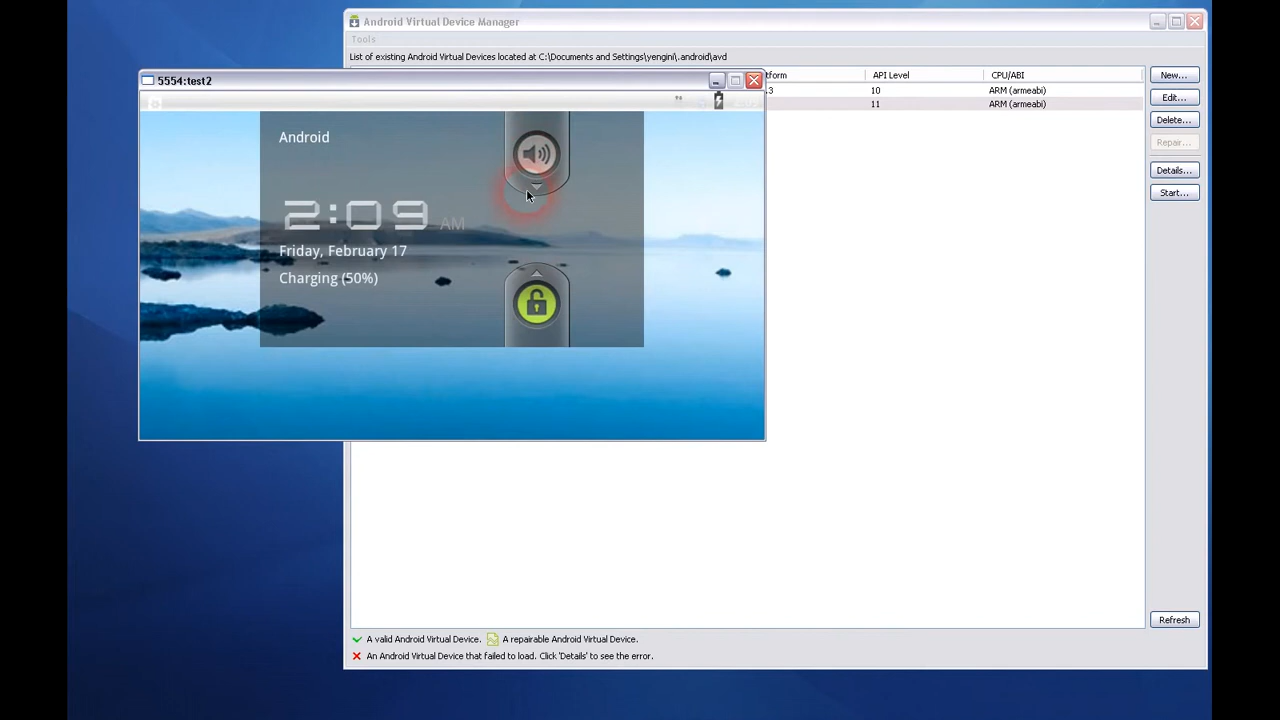 Android Virtual Device Manager
Tools
List of existing Android Virtual Devices located at C:\Documents and Settings\yengini\.android\avd
5554:test2
tform API Level CPU/ABI
.3 10 ARM (armeabi)
11 ARM (armeabi)
New...
Edit...
Delete...
Repair...
Details...
Start...
Android
2:09 AM
Friday, February 17
Charging (50%)
Refresh
A valid Android Virtual Device. A repairable Android Virtual Device.
An Android Virtual Device that failed to load. Click 'Details' to see the error.